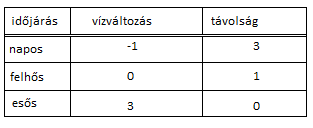 időjárás vízváltozás távolság
napos -1 3
felhős 0 1
esős 3 0